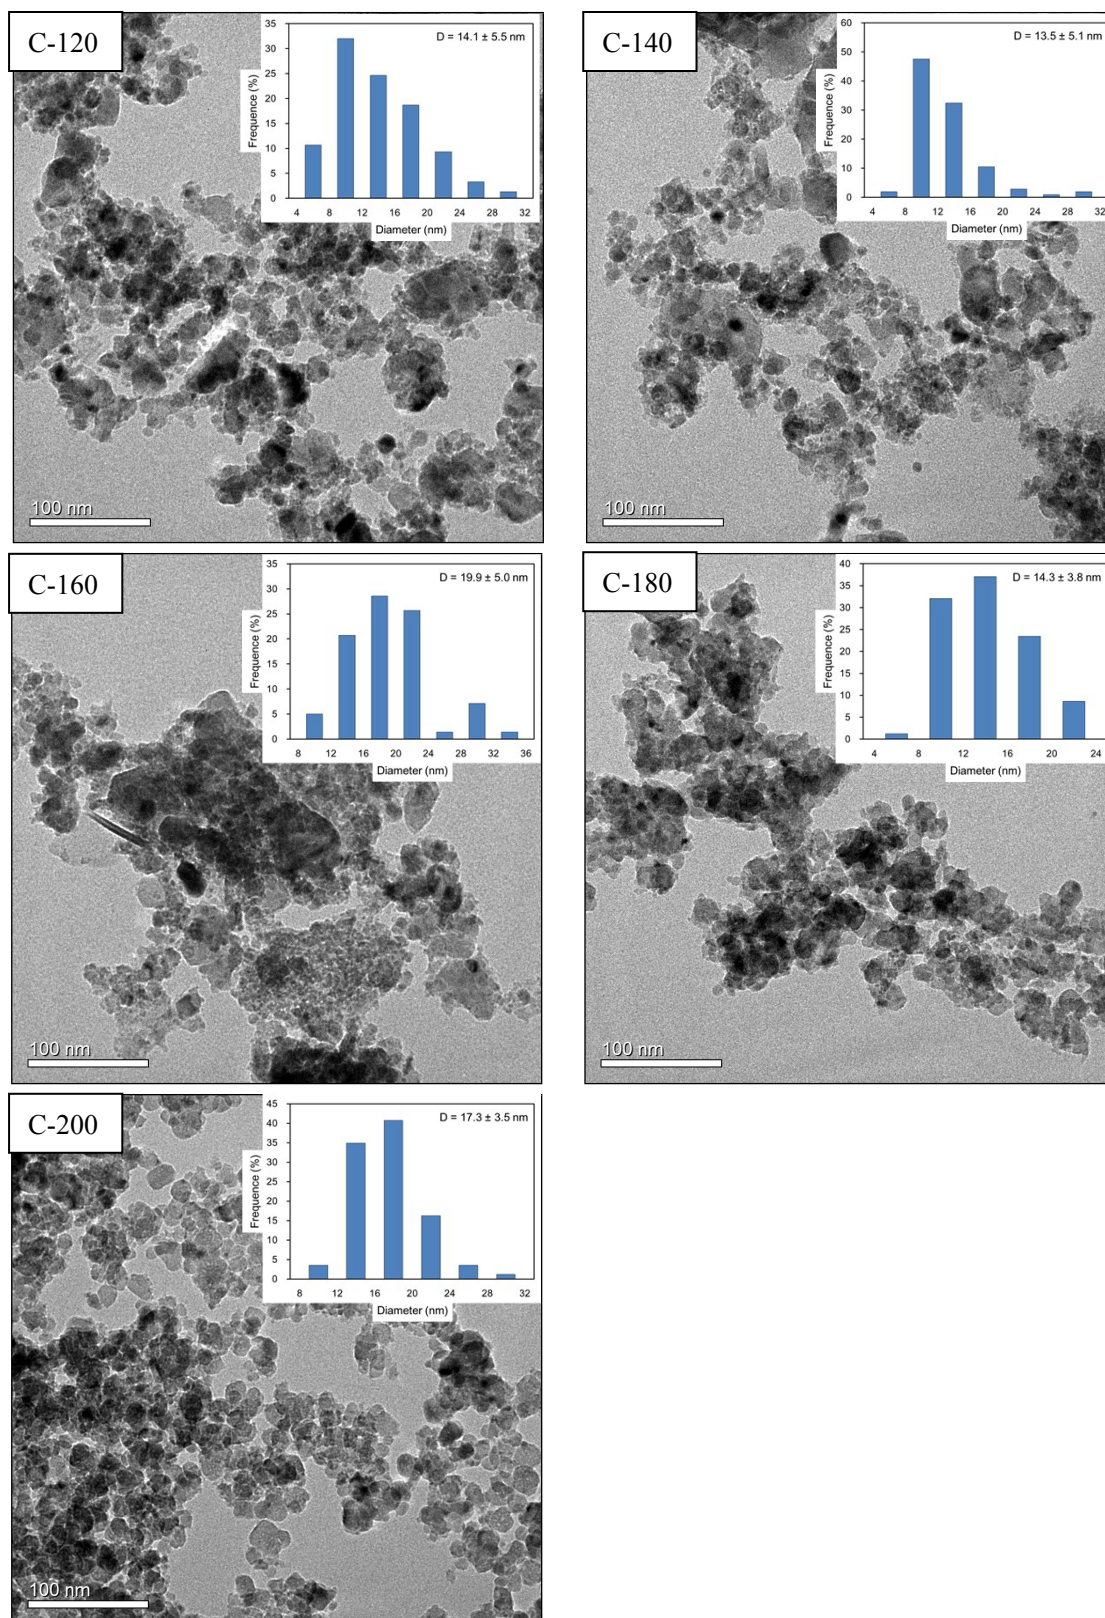 C-120
D = 14.1 ± 5.5 nm
Frequence (%)
35
30
25
20
15
10
5
0
4 8 12 16 20 24 28 32
Diameter (nm)
100 nm
C-140
D = 13.5 ± 5.1 nm
Frequence (%)
60
50
40
30
20
10
0
4 8 12 16 20 24 28 32
Diameter (nm)
100 nm
C-160
D = 19.9 ± 5.0 nm
Frequence (%)
35
30
25
20
15
10
5
0
8 12 16 20 24 28 32 36
Diameter (nm)
100 nm
C-180
D = 14.3 ± 3.8 nm
Frequence (%)
40
35
30
25
20
15
10
5
0
4 8 12 16 20 24
Diameter (nm)
100 nm
C-200
D = 17.3 ± 3.5 nm
Frequence (%)
45
40
35
30
25
20
15
10
5
0
8 12 16 20 24 28 32
Diameter (nm)
100 nm